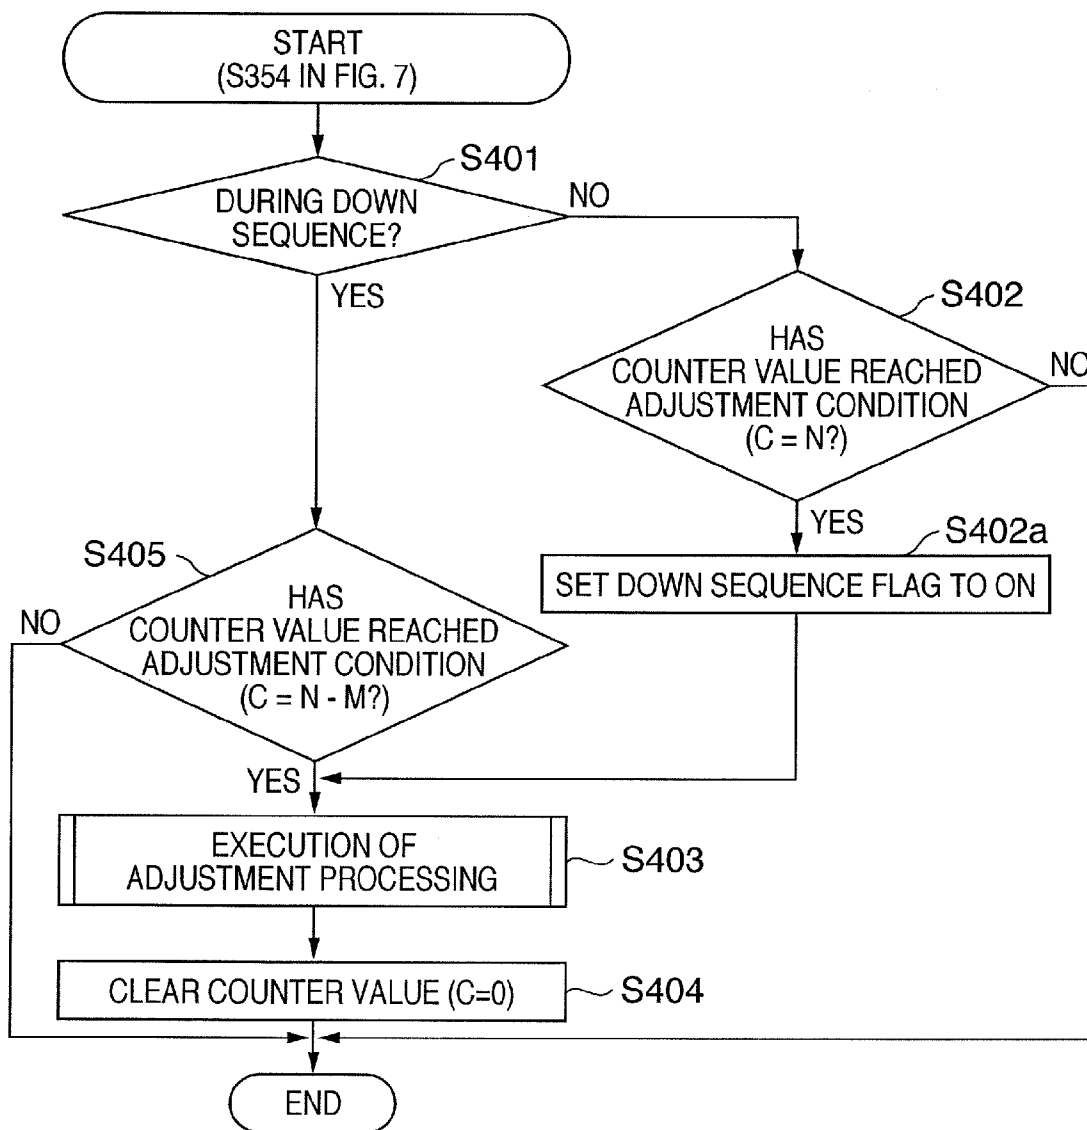 START
(S354 IN FIG. 7)
S401
DURING DOWN
SEQUENCE?
NO
YES
S402
HAS
COUNTER VALUE REACHED
ADJUSTMENT CONDITION
(C = N?)
NO
YES
S402a
SET DOWN SEQUENCE FLAG TO ON
S405
HAS
COUNTER VALUE REACHED
ADJUSTMENT CONDITION
(C = N - M?)
NO
YES
EXECUTION OF
ADJUSTMENT PROCESSING
S403
CLEAR COUNTER VALUE (C=0)
S404
END